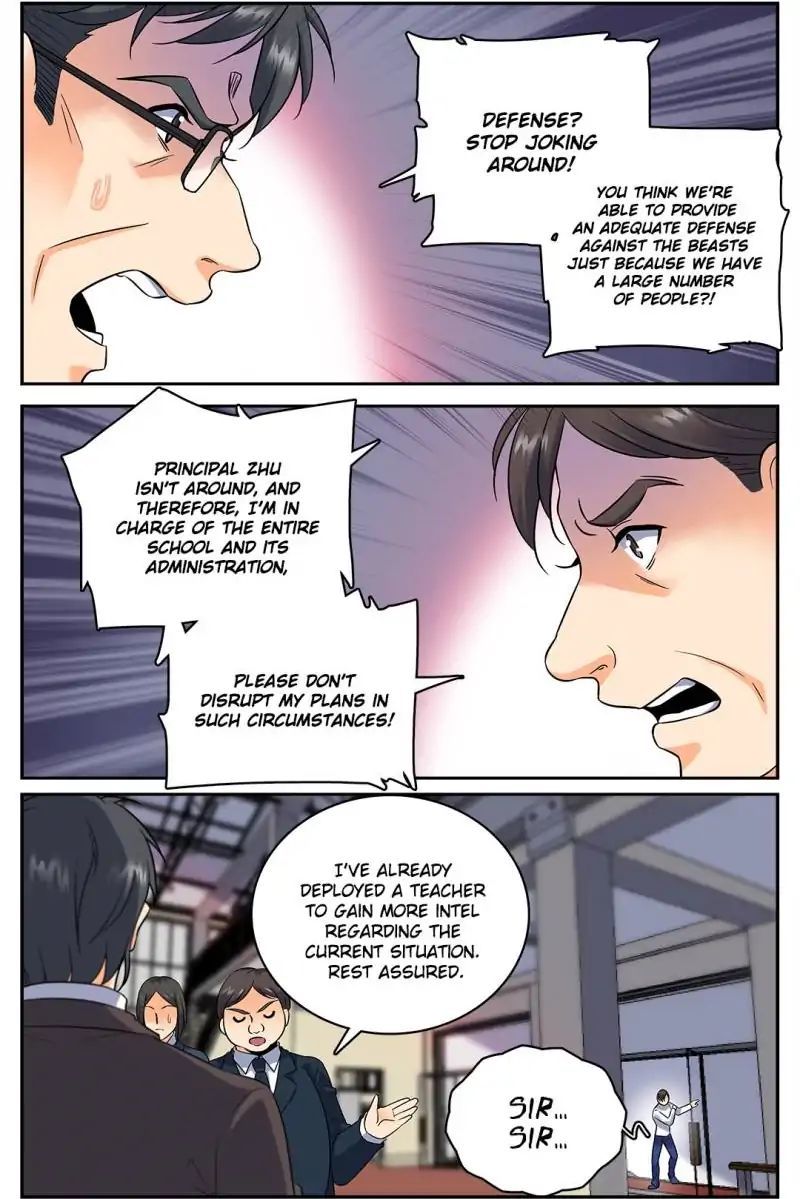 DEFENSE?
STOP JOKING
AROUND!
YOU THINK WE'RE
ABLE TO PROVIDE
AN ADEQUATE DEFENSE
AGAINST THE BEASTS
JUST BECAUSE WE HAVE
A LARGE NUMBER
OF PEOPLE?!
PRINCIPAL ZHU
ISN'T AROUND, AND
THEREFORE, I'M IN
CHARGE OF THE ENTIRE
SCHOOL AND ITS
ADMINISTRATION,
PLEASE DON'T
DISRUPT MY PLANS IN
SUCH CIRCUMSTANCES!
I'VE ALREADY
DEPLOYED A TEACHER
TO GAIN MORE INTEL
REGARDING THE
CURRENT SITUATION.
REST ASSURED.
SIR...
SIR...